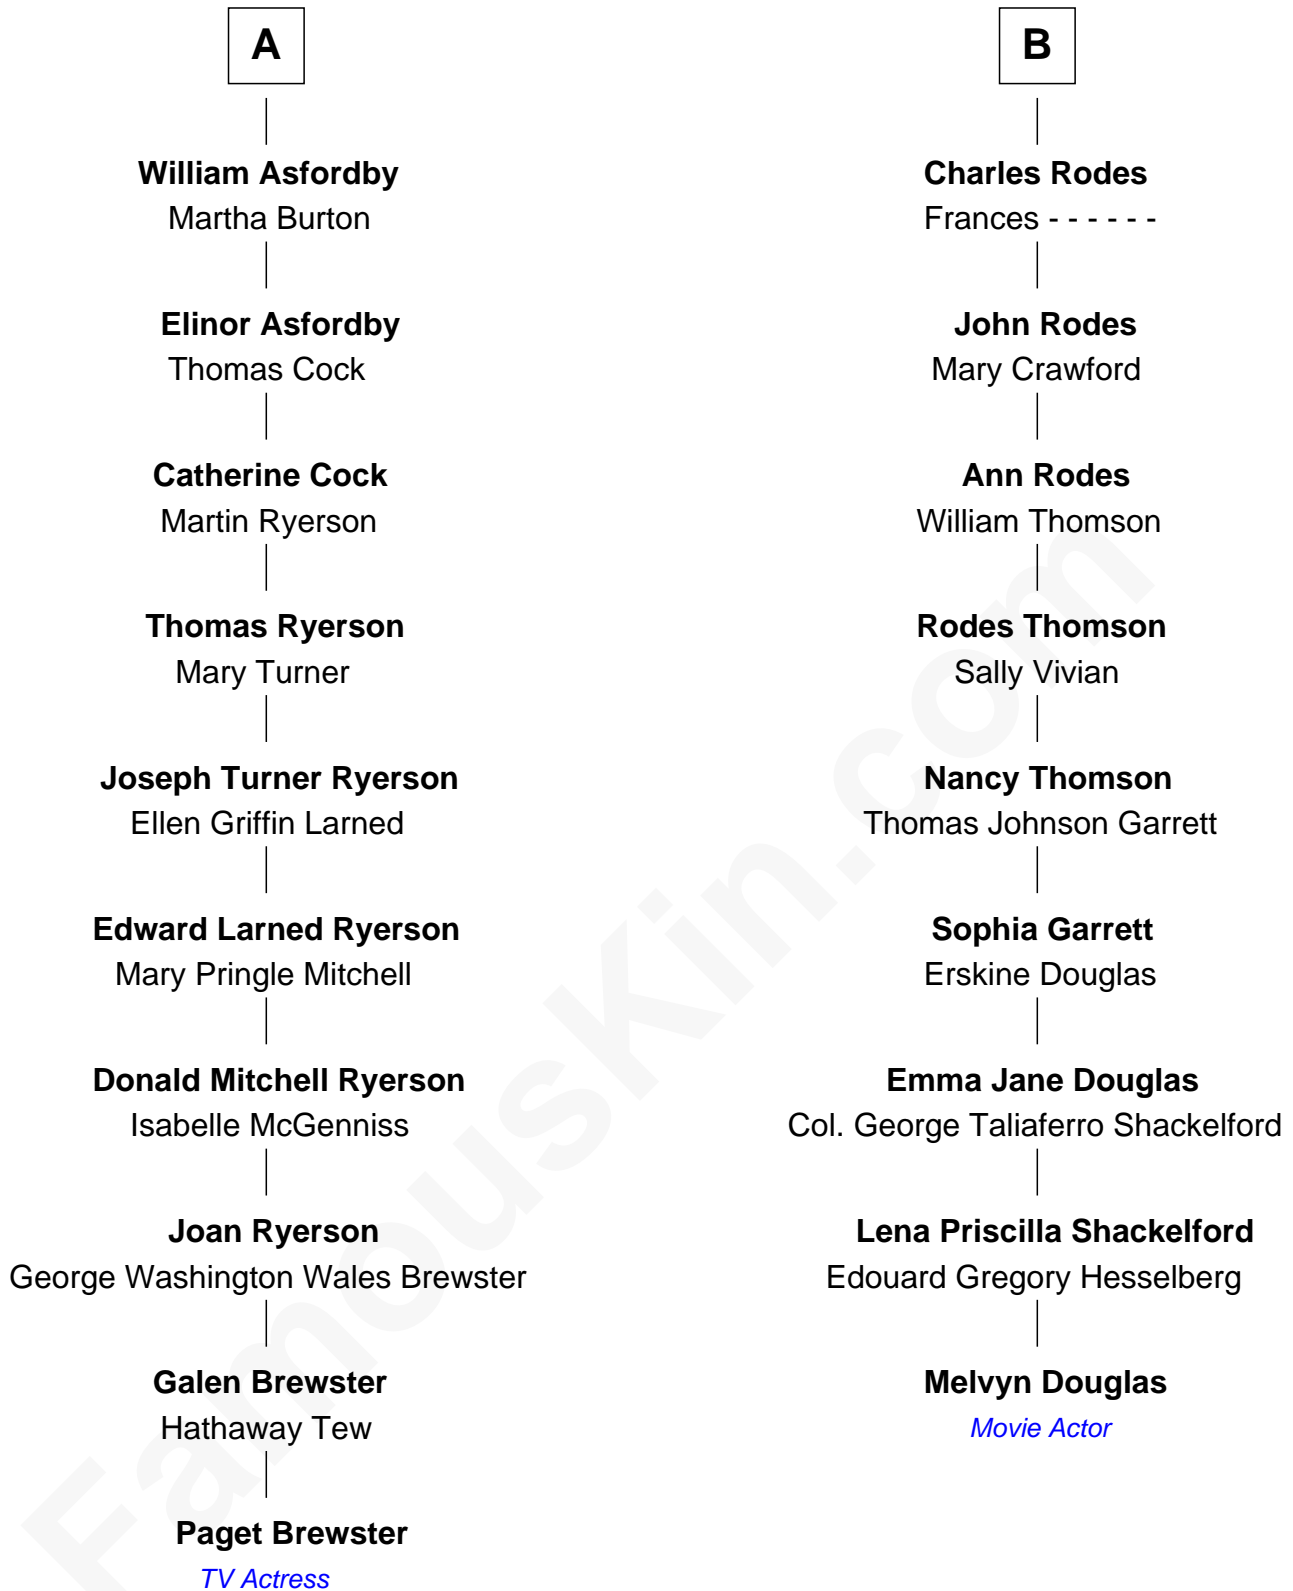 A
William Asfordby
Martha Burton
Elinor Asfordby
Thomas Cock
Catherine Cock
Martin Ryerson
Thomas Ryerson
Mary Turner
Joseph Turner Ryerson
Ellen Griffin Larned
Edward Larned Ryerson
Mary Pringle Mitchell
Donald Mitchell Ryerson
Isabelle McGenniss
Joan Ryerson
George Washington Wales Brewster
Galen Brewster
Hathaway Tew
Paget Brewster
TV Actress
B
Charles Rodes
Frances - - - - - -
John Rodes
Mary Crawford
Ann Rodes
William Thomson
Rodes Thomson
Sally Vivian
Nancy Thomson
Thomas Johnson Garrett
Sophia Garrett
Erskine Douglas
Emma Jane Douglas
Col. George Taliaferro Shackelford
Lena Priscilla Shackelford
Edouard Gregory Hesselberg
Melvyn Douglas
Movie Actor
FamousKin.com